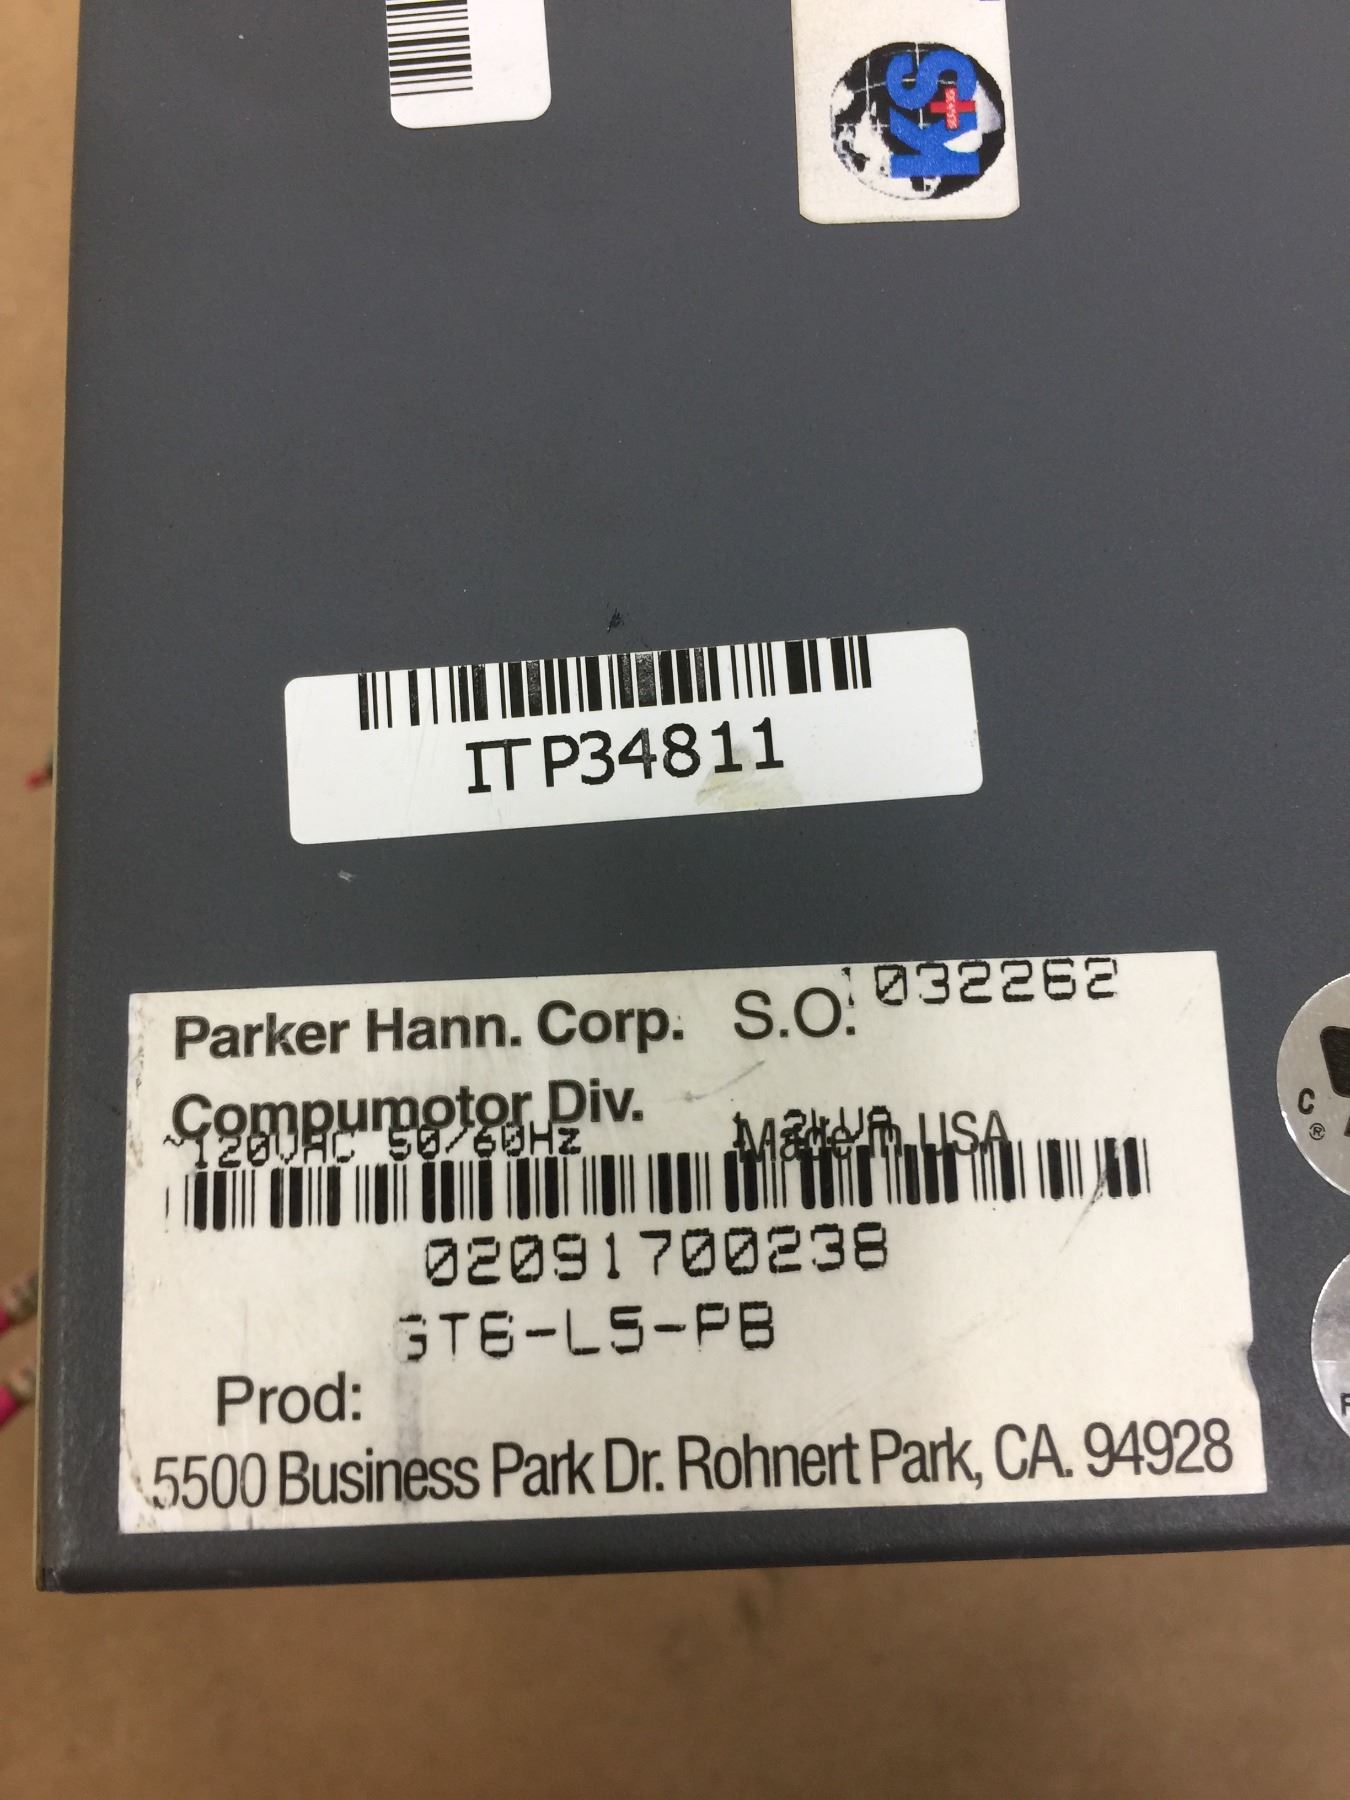 K+S
ITP34811
Parker Hann. Corp. S.O. 1032262
Compumotor Div.
~120VAC 50/60Hz
Made in USA
02091700238
GT6-L5-PB
Prod:
5500 Business Park Dr. Rohnert Park, CA. 94928
C
®